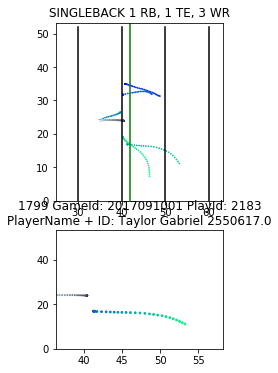 SINGLEBACK 1 RB, 1 TE, 3 WR
50
40
30
20
10
0
30 40 50 60
1799 GameId: 2017091001 PlayId: 2183
PlayerName + ID: Taylor Gabriel 2550617.0
40
20
0
40 45 50 55